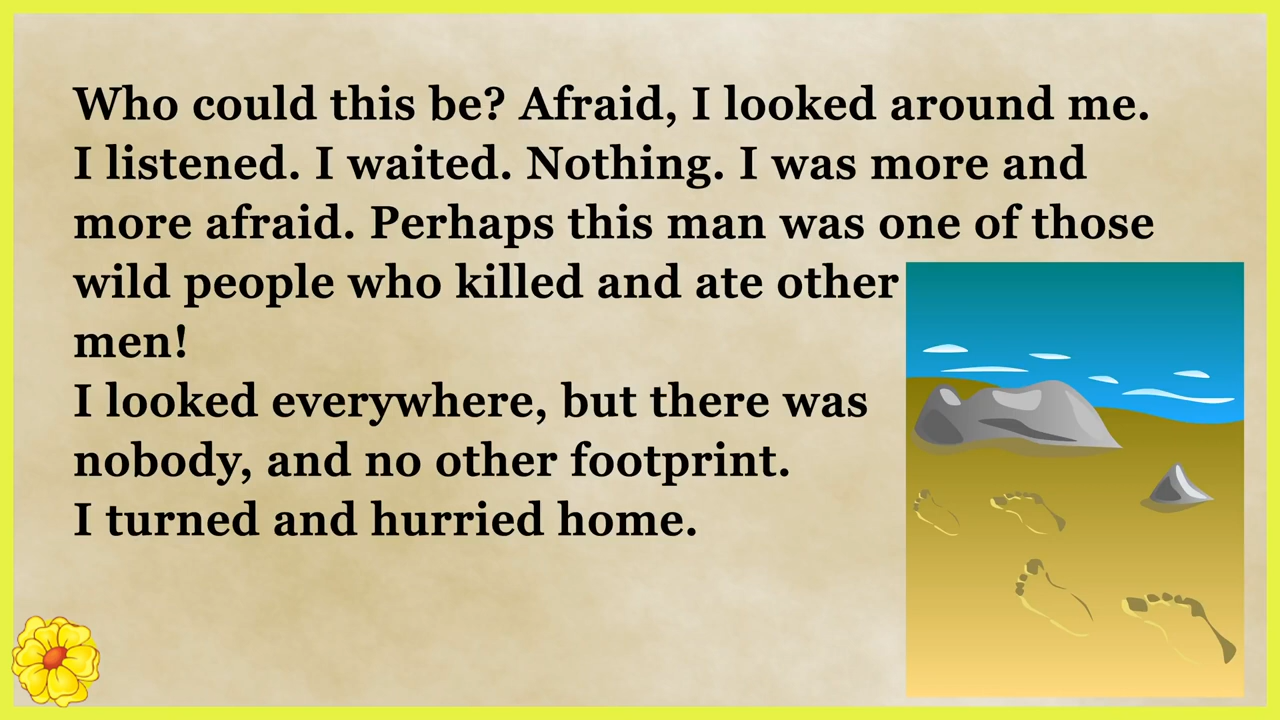 Who could this be? Afraid, I looked around me.
I listened. I waited. Nothing. I was more and
more afraid. Perhaps this man was one of those
wild people who killed and ate other
men!
I looked everywhere, but there was
nobody, and no other footprint.
I turned and hurried home.